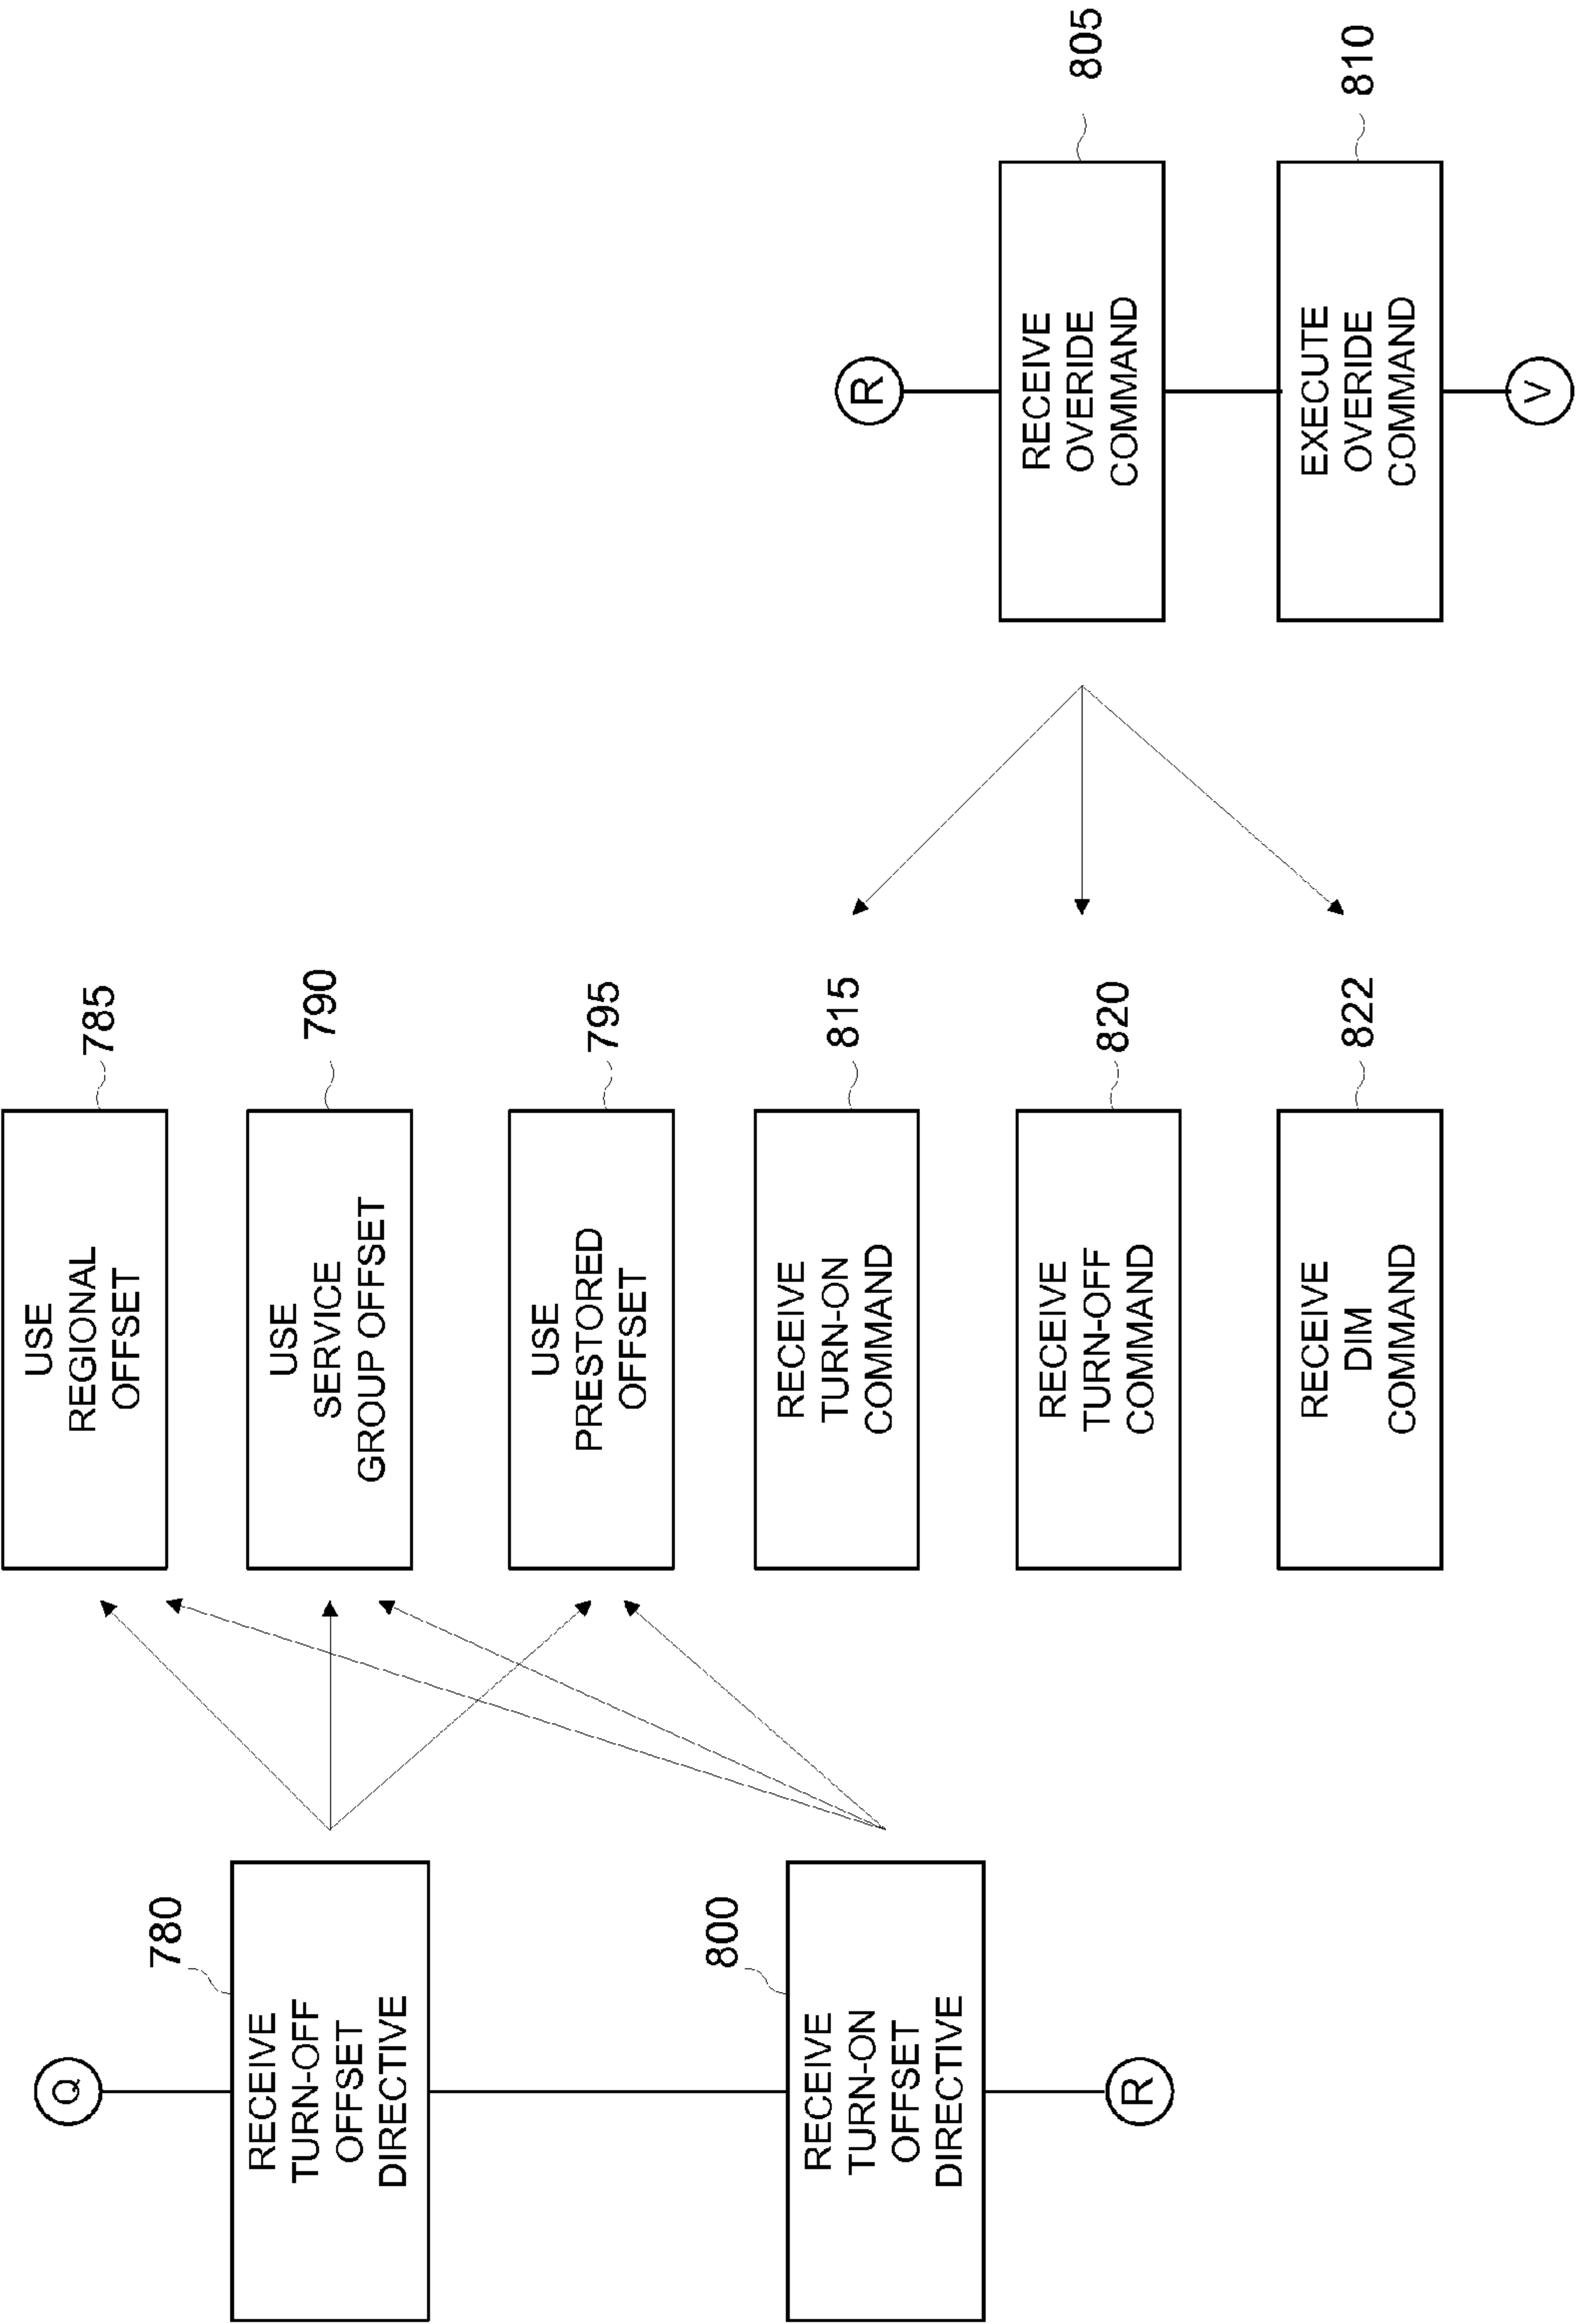 Q
780
RECEIVE
TURN-OFF
OFFSET
DIRECTIVE
800
RECEIVE
TURN-ON
OFFSET
DIRECTIVE
R
USE
REGIONAL
OFFSET
785
USE
SERVICE
GROUP OFFSET
790
USE
PRESTORED
OFFSET
795
RECEIVE
TURN-ON
COMMAND
815
RECEIVE
TURN-OFF
COMMAND
820
RECEIVE
DIM
COMMAND
822
R
RECEIVE
OVERIDE
COMMAND
805
EXECUTE
OVERIDE
COMMAND
810
V